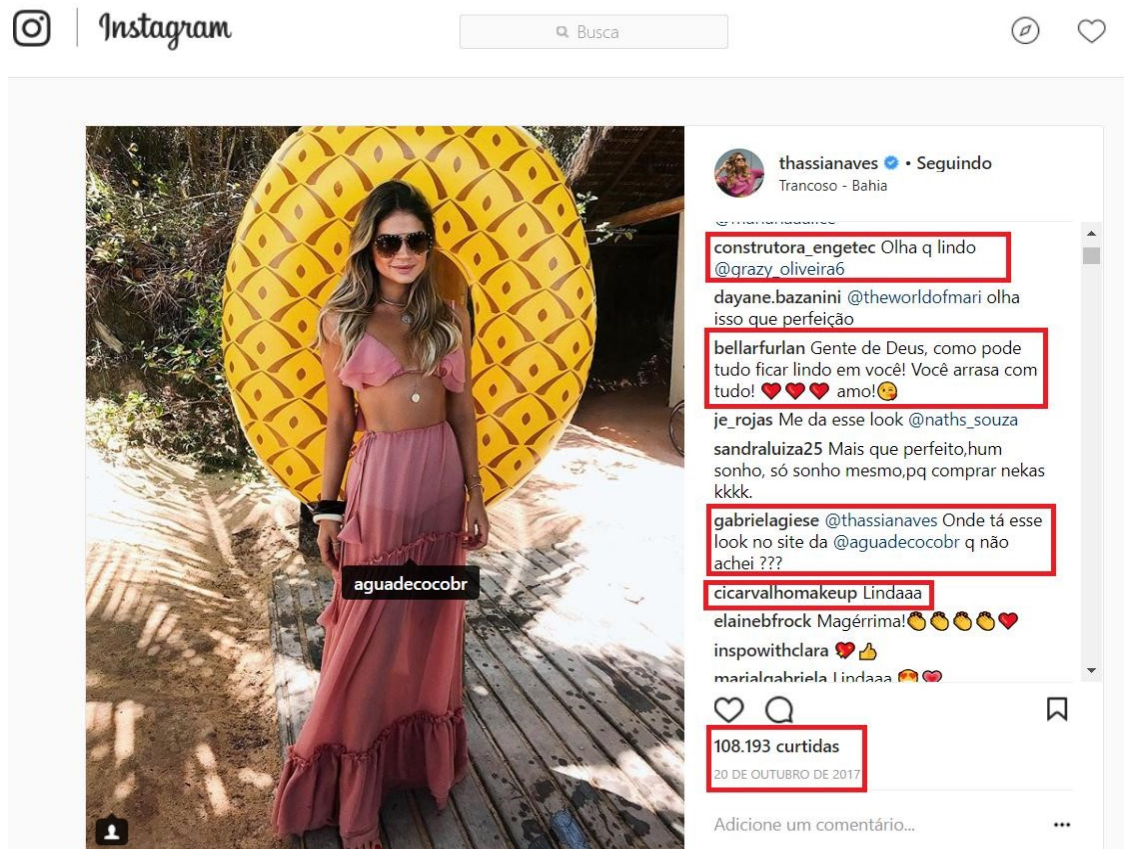 Instagram
Busca
thassianaves • Seguindo
Trancoso - Bahia
construtora_engetec Olha q lindo
@grazy_oliveira6
dayane.bazanini @theworldofmari olha
isso que perfeição
bellarfurlan Gente de Deus, como pode
tudo ficar lindo em você! Você arrasa com
tudo! ❤❤❤ amo!😘
je_rojas Me da esse look @naths_souza
sandraluiza25 Mais que perfeito,hum
sonho, só sonho mesmo,pq comprar nekas
kkkk.
gabrielagiese @thassianaves Onde tá esse
look no site da @aguadecocobr q não
achei ???
cicarvalhomakeup Lindaaa
elainebfrock Magérrima!👏👏👏👏❤
inspowithclara 💖👍
marialgabriela Lindaaa 😍💗
aguadecocobr
108.193 curtidas
20 DE OUTUBRO DE 2017
Adicione um comentário...